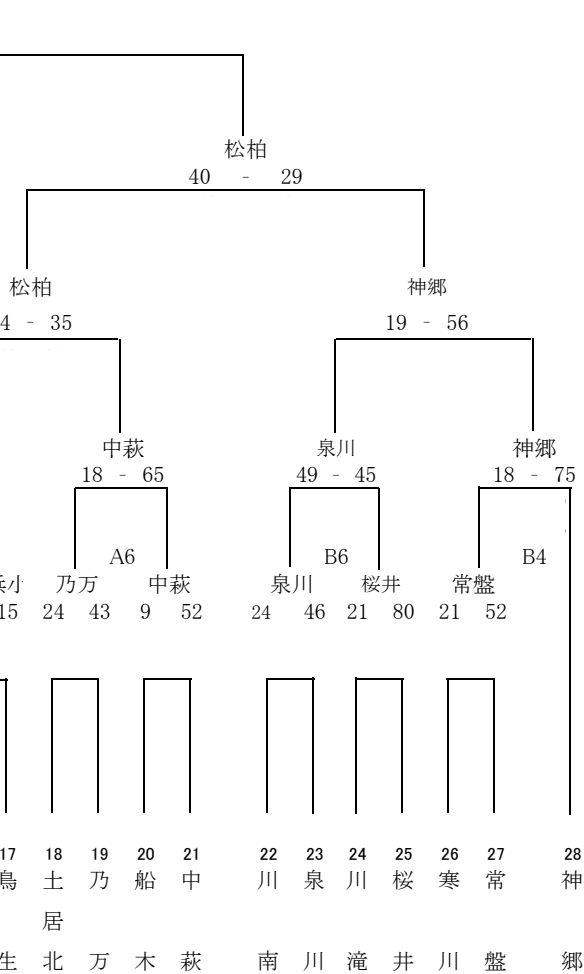 松柏
40 - 29
松柏 神郷
4 - 35 19 - 56
中萩 泉川 神郷
18 - 65 49 - 45 18 - 75
A6 B6 B4
浜小 乃万 中萩 泉川 桜井 常盤
15 24 43 9 52 24 46 21 80 21 52
17 18 19 20 21 22 23 24 25 26 27 28
鳥 土 乃 船 中 川 泉 川 桜 寒 常 神
居
生 北 万 木 萩 南 川 滝 井 川 盤 郷